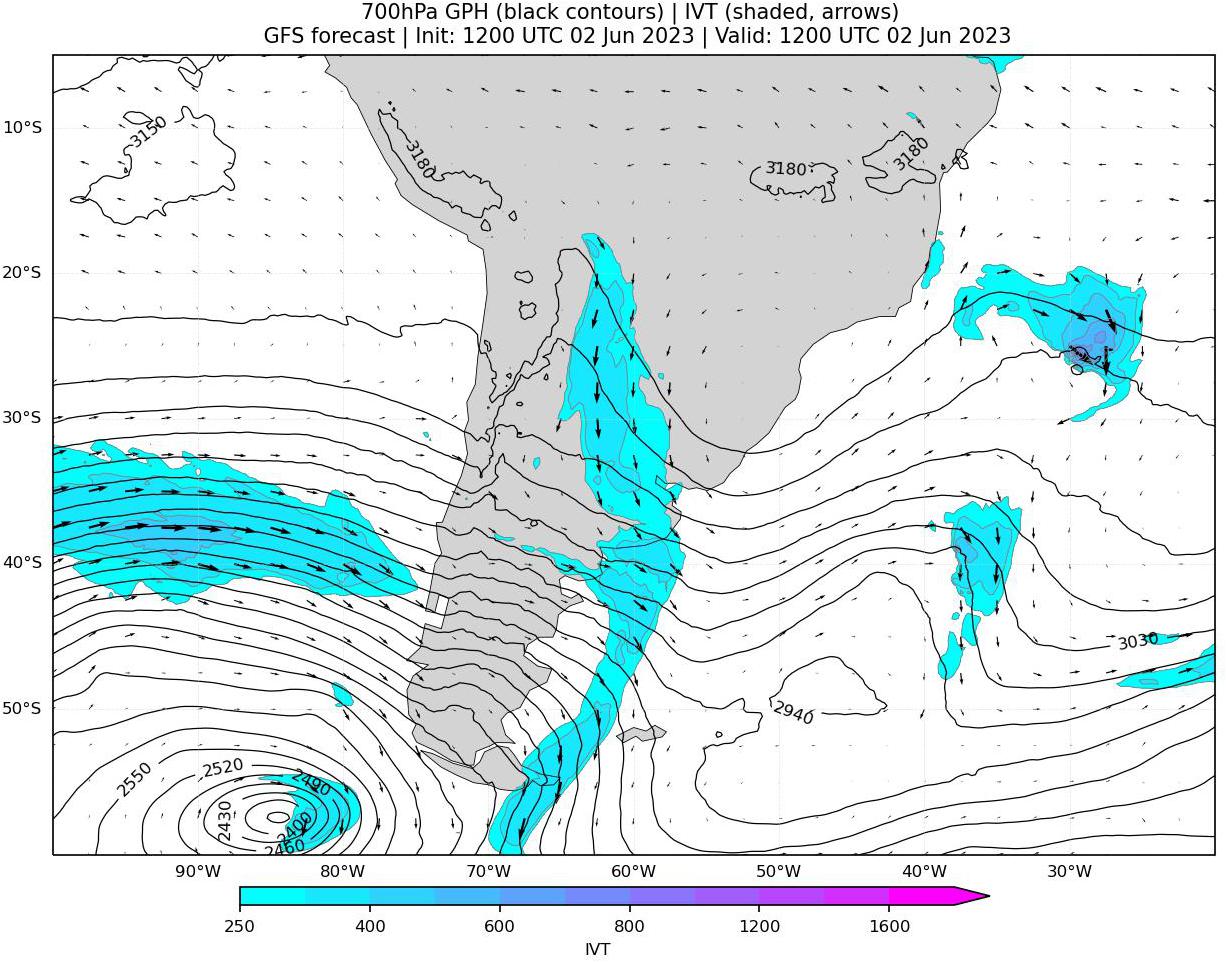 700hPa GPH (black contours) | IVT (shaded, arrows)
GFS forecast | Init: 1200 UTC 02 Jun 2023 | Valid: 1200 UTC 02 Jun 2023
10°S
20°S
30°S
40°S
50°S
3150
3180
3180
3180
3030
2940
2550
2520
2490
2430
2400
2460
90°W
80°W
70°W
60°W
50°W
40°W
30°W
250
400
600
800
1200
1600
IVT